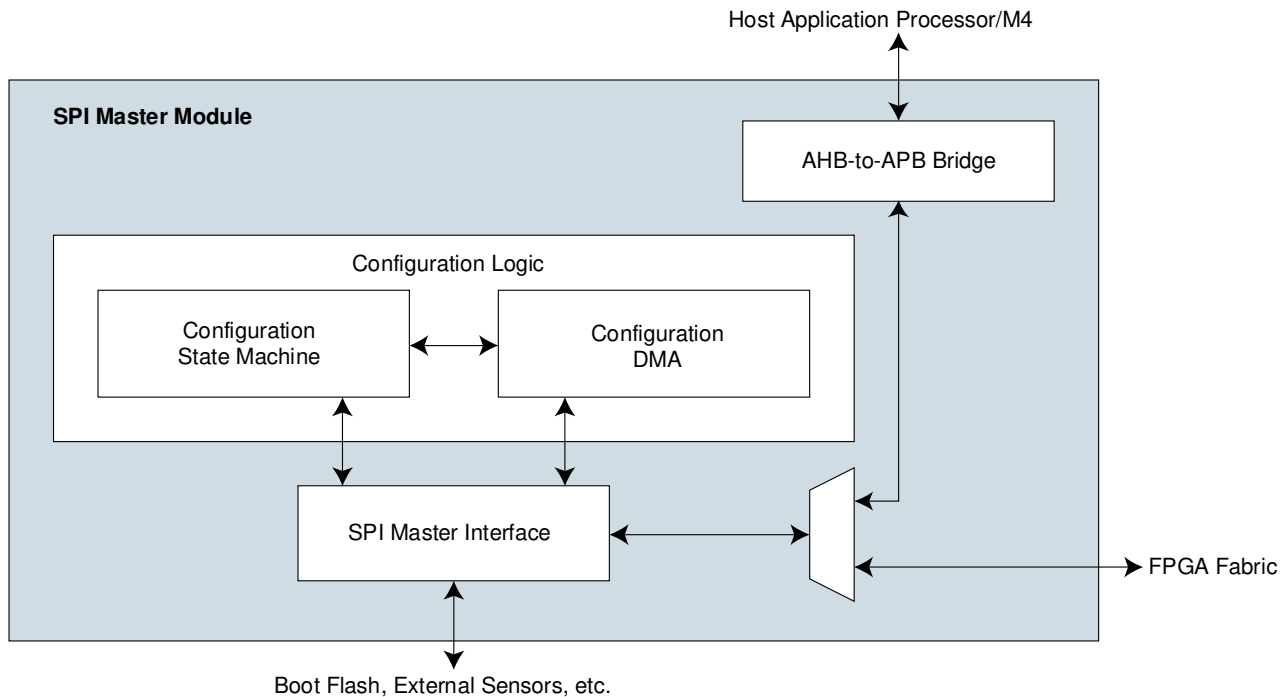 Host Application Processor/M4
SPI Master Module
AHB-to-APB Bridge
Configuration Logic
Configuration
State Machine
Configuration
DMA
SPI Master Interface
FPGA Fabric
Boot Flash, External Sensors, etc.